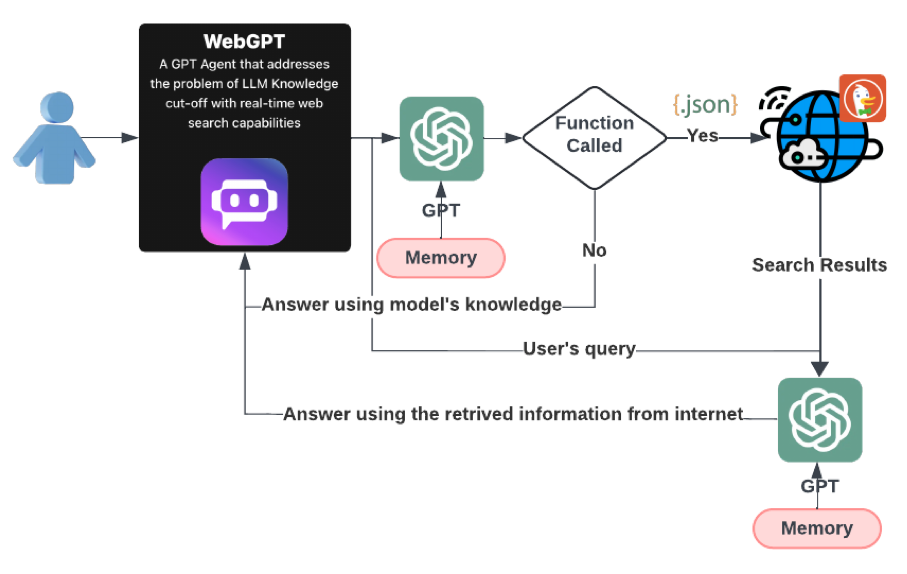 WebGPT
A GPT Agent that addresses
the problem of LLM Knowledge
cut-off with real-time web
search capabilities
GPT
Memory
Function
Called
{.json}
Yes
No
Search Results
Answer using model's knowledge
User's query
Answer using the retrived information from internet
GPT
Memory